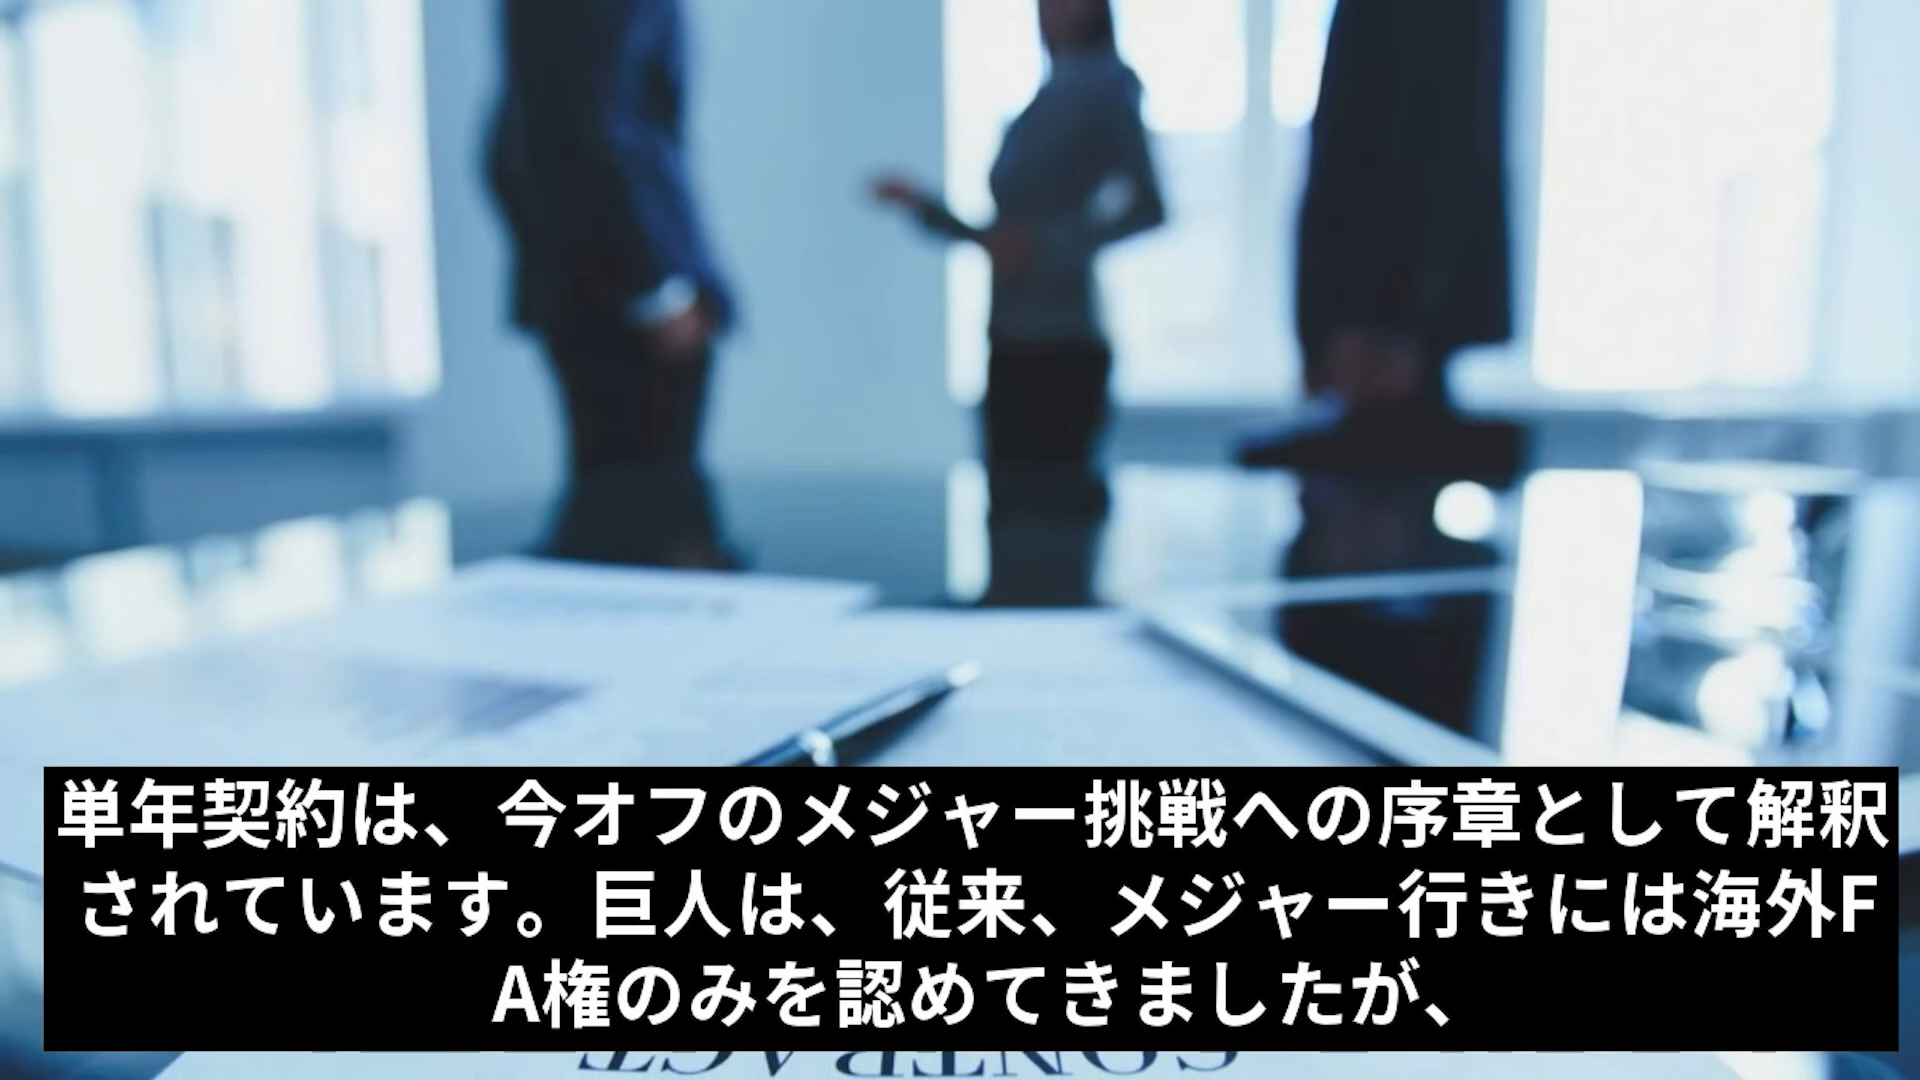 単年契約は、今オフのメジャー挑戦への序章として解釈
されています。巨人は、従来、メジャー行きには海外F
A権のみを認めてきましたが、
CONTRACT